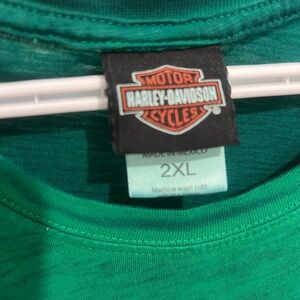 MOTOR
HARLEY-DAVIDSON
CYCLES
MADE IN MEXICO
2XL
Machine wash cold